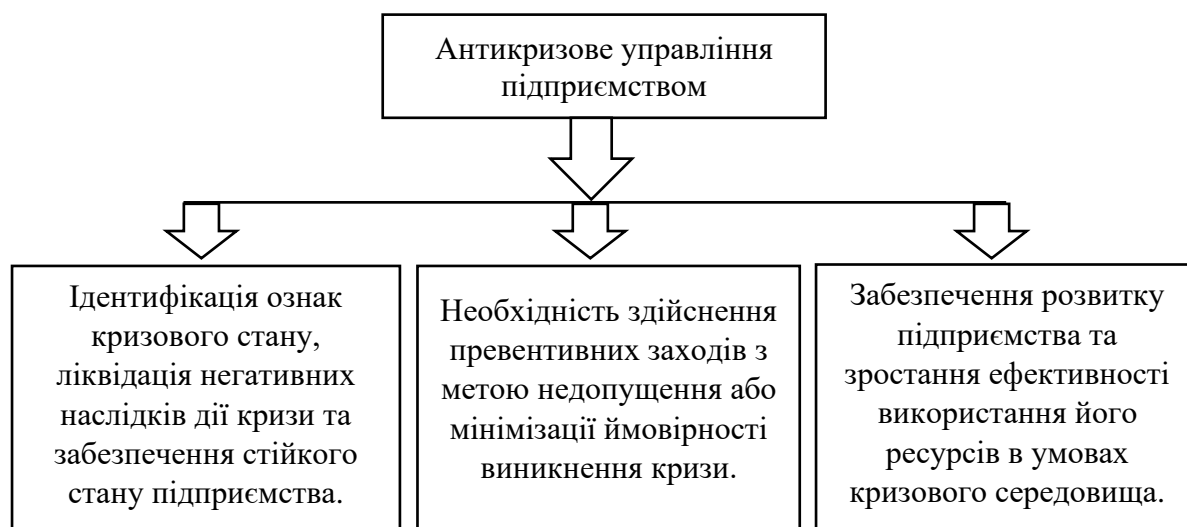 Антикризове управління
підприємством
Ідентифікація ознак
кризового стану,
ліквідація негативних
наслідків дії кризи та
забезпечення стійкого
стану підприємства.
Необхідність здійснення
превентивних заходів з
метою недопущення або
мінімізації ймовірності
виникнення кризи.
Забезпечення розвитку
підприємства та
зростання ефективності
використання його
ресурсів в умовах
кризового середовища.